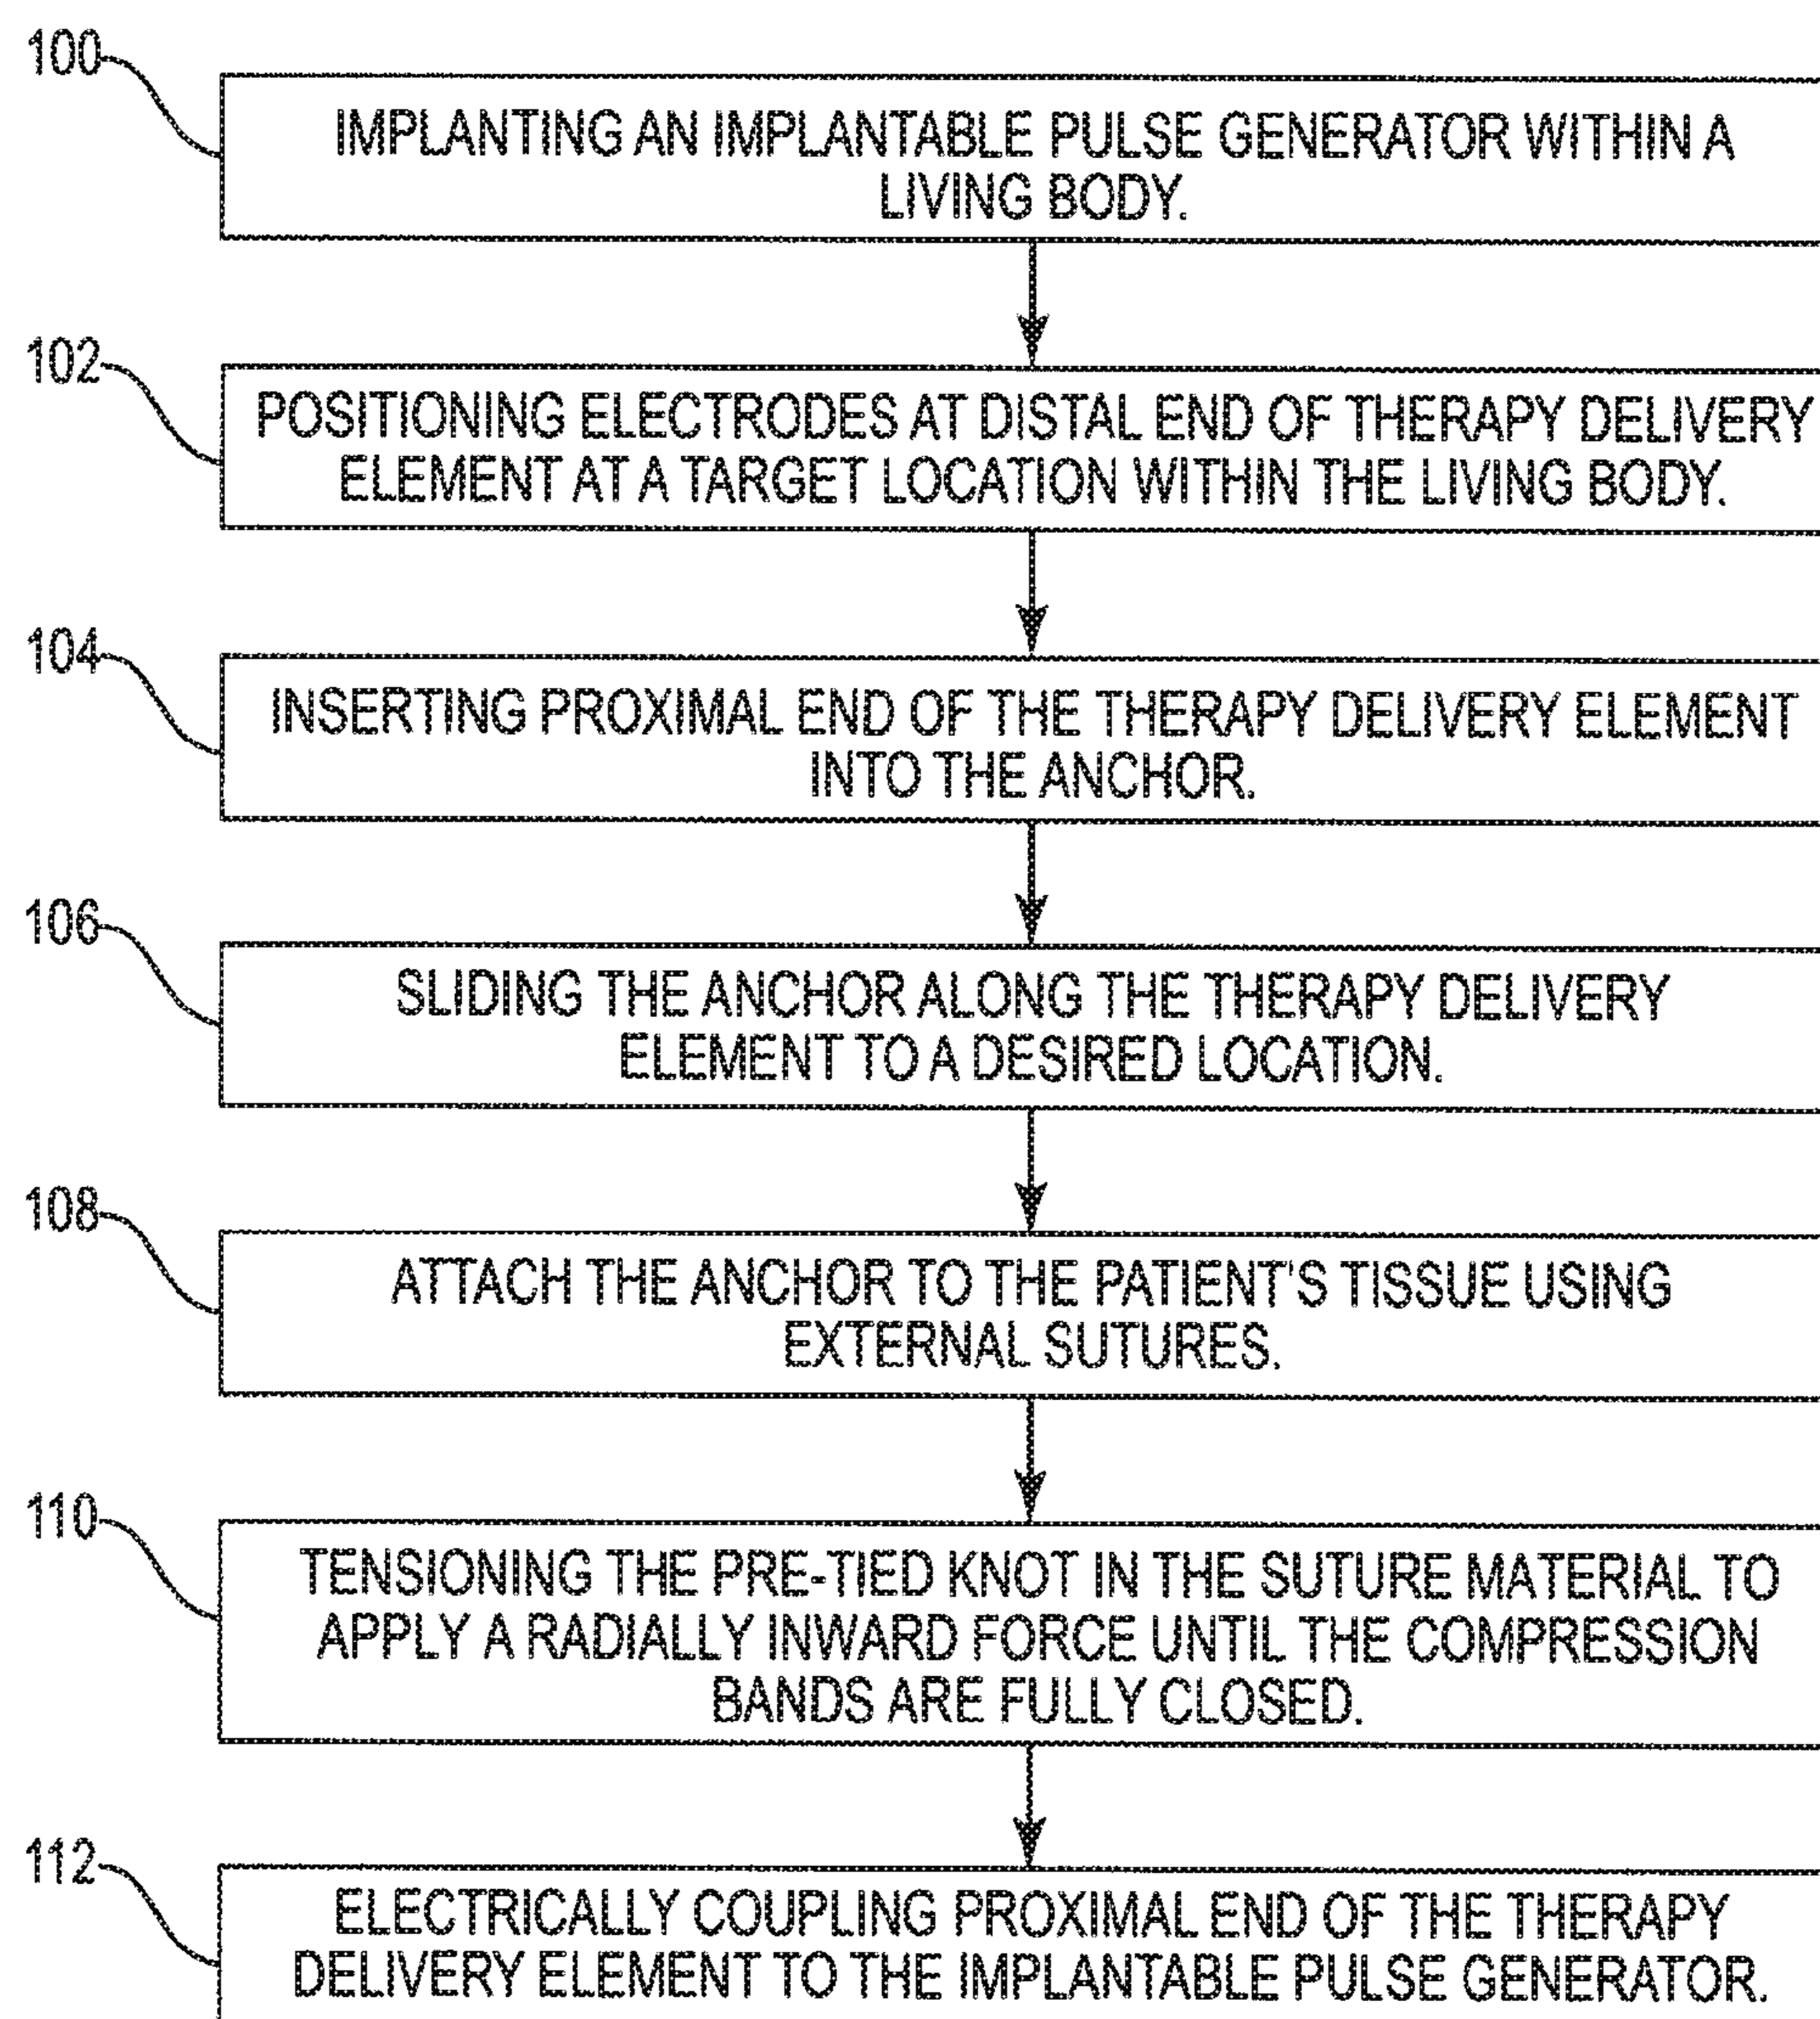 100
IMPLANTING AN IMPLANTABLE PULSE GENERATOR WITHIN A
LIVING BODY.
102
POSITIONING ELECTRODES AT DISTAL END OF THERAPY DELIVERY
ELEMENT AT A TARGET LOCATION WITHIN THE LIVING BODY.
104
INSERTING PROXIMAL END OF THE THERAPY DELIVERY ELEMENT
INTO THE ANCHOR.
106
SLIDING THE ANCHOR ALONG THE THERAPY DELIVERY
ELEMENT TO A DESIRED LOCATION.
108
ATTACH THE ANCHOR TO THE PATIENT'S TISSUE USING
EXTERNAL SUTURES.
110
TENSIONING THE PRE-TIED KNOT IN THE SUTURE MATERIAL TO
APPLY A RADIALLY INWARD FORCE UNTIL THE COMPRESSION
BANDS ARE FULLY CLOSED.
112
ELECTRICALLY COUPLING PROXIMAL END OF THE THERAPY
DELIVERY ELEMENT TO THE IMPLANTABLE PULSE GENERATOR.